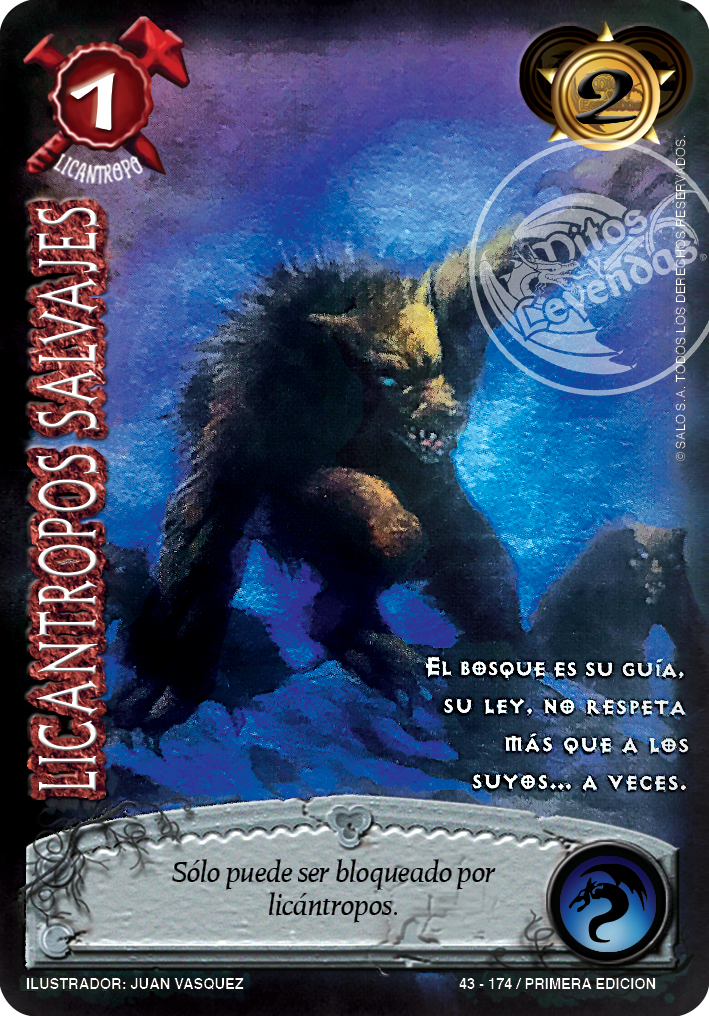 1
LICANTROPO
2
LICANTROPOS SALVAJES
Mitos
Y
Leyendas
®
© SALO S.A. TODOS LOS DERECHOS RESERVADOS.
El bosque es su guía,
su ley, no respeta
más que a los
suyos... a veces.
Sólo puede ser bloqueado por
licántropos.
ILUSTRADOR: JUAN VASQUEZ
43 - 174 / PRIMERA EDICION